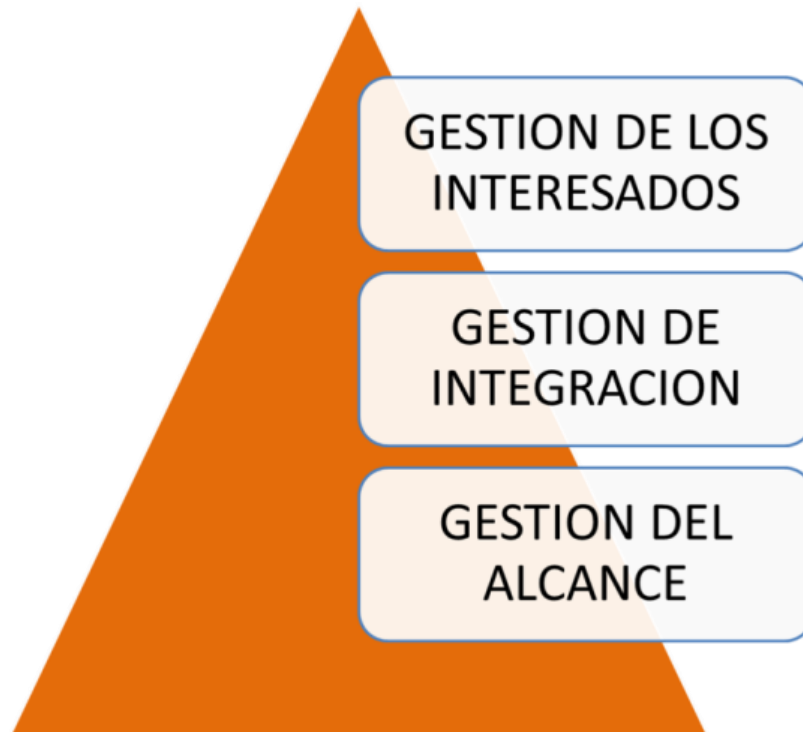 GESTION DE LOS
INTERESADOS
GESTION DE
INTEGRACION
GESTION DEL
ALCANCE